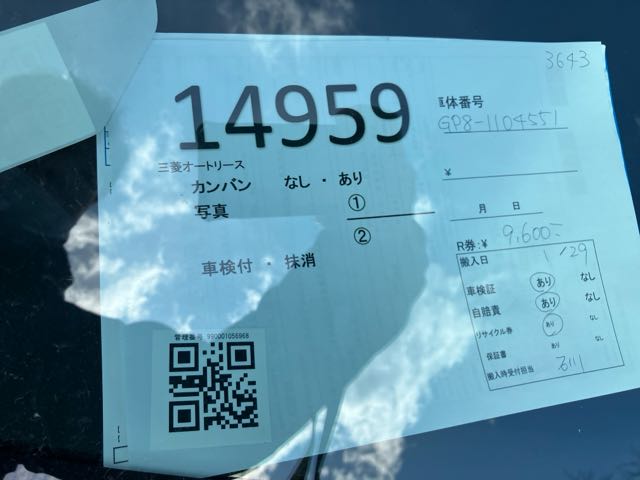 3643
14959
車体番号
GP8-1104551
三菱オートリース
カンバン なし ・ あり
¥
写真 ①
②
月 日
R券:¥ 9,600-
車検付 ・ 抹消
搬入日 1/29
車検証 あり なし
自賠責 あり なし
リサイクル券 あり なし
保証書 あり なし
搬入時受付担当
管理番号 990001056968